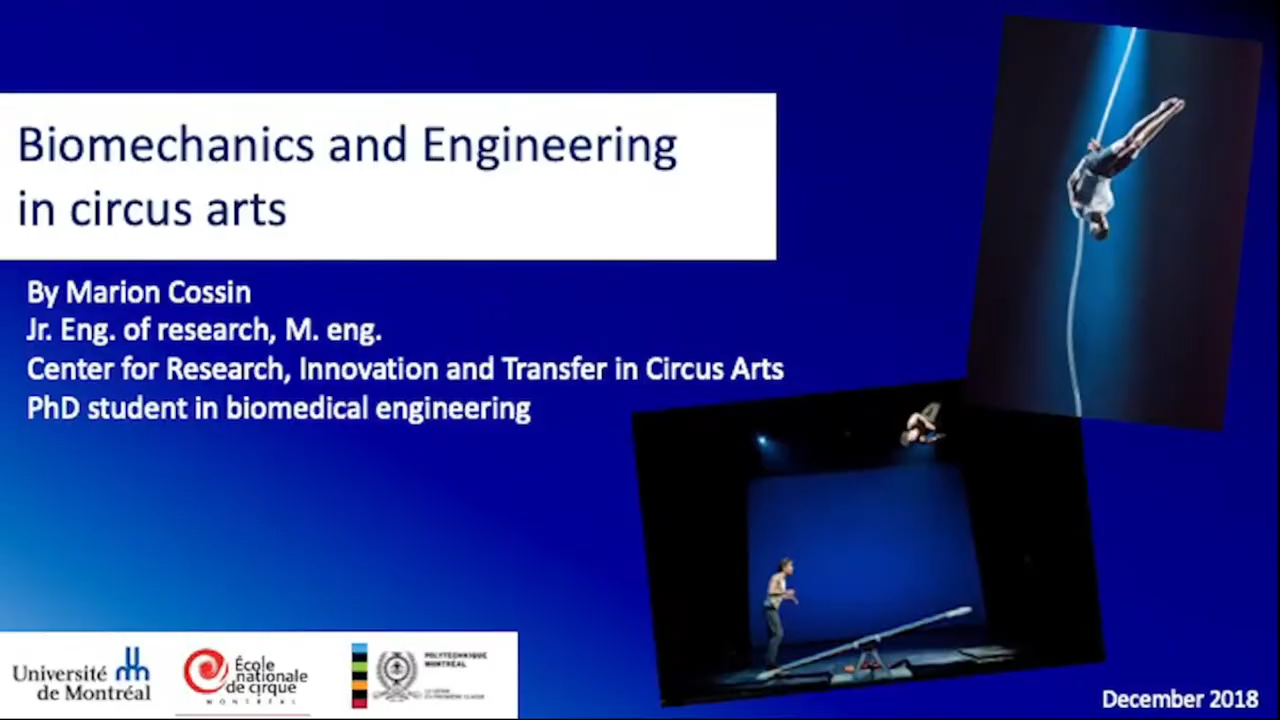 Biomechanics and Engineering
in circus arts
By Marion Cossin
Jr. Eng. of research, M. eng.
Center for Research, Innovation and Transfer in Circus Arts
PhD student in biomedical engineering
Université
de Montréal
École
nationale
de cirque
MONTRÉAL
POLYTECHNIQUE
MONTRÉAL
December 2018